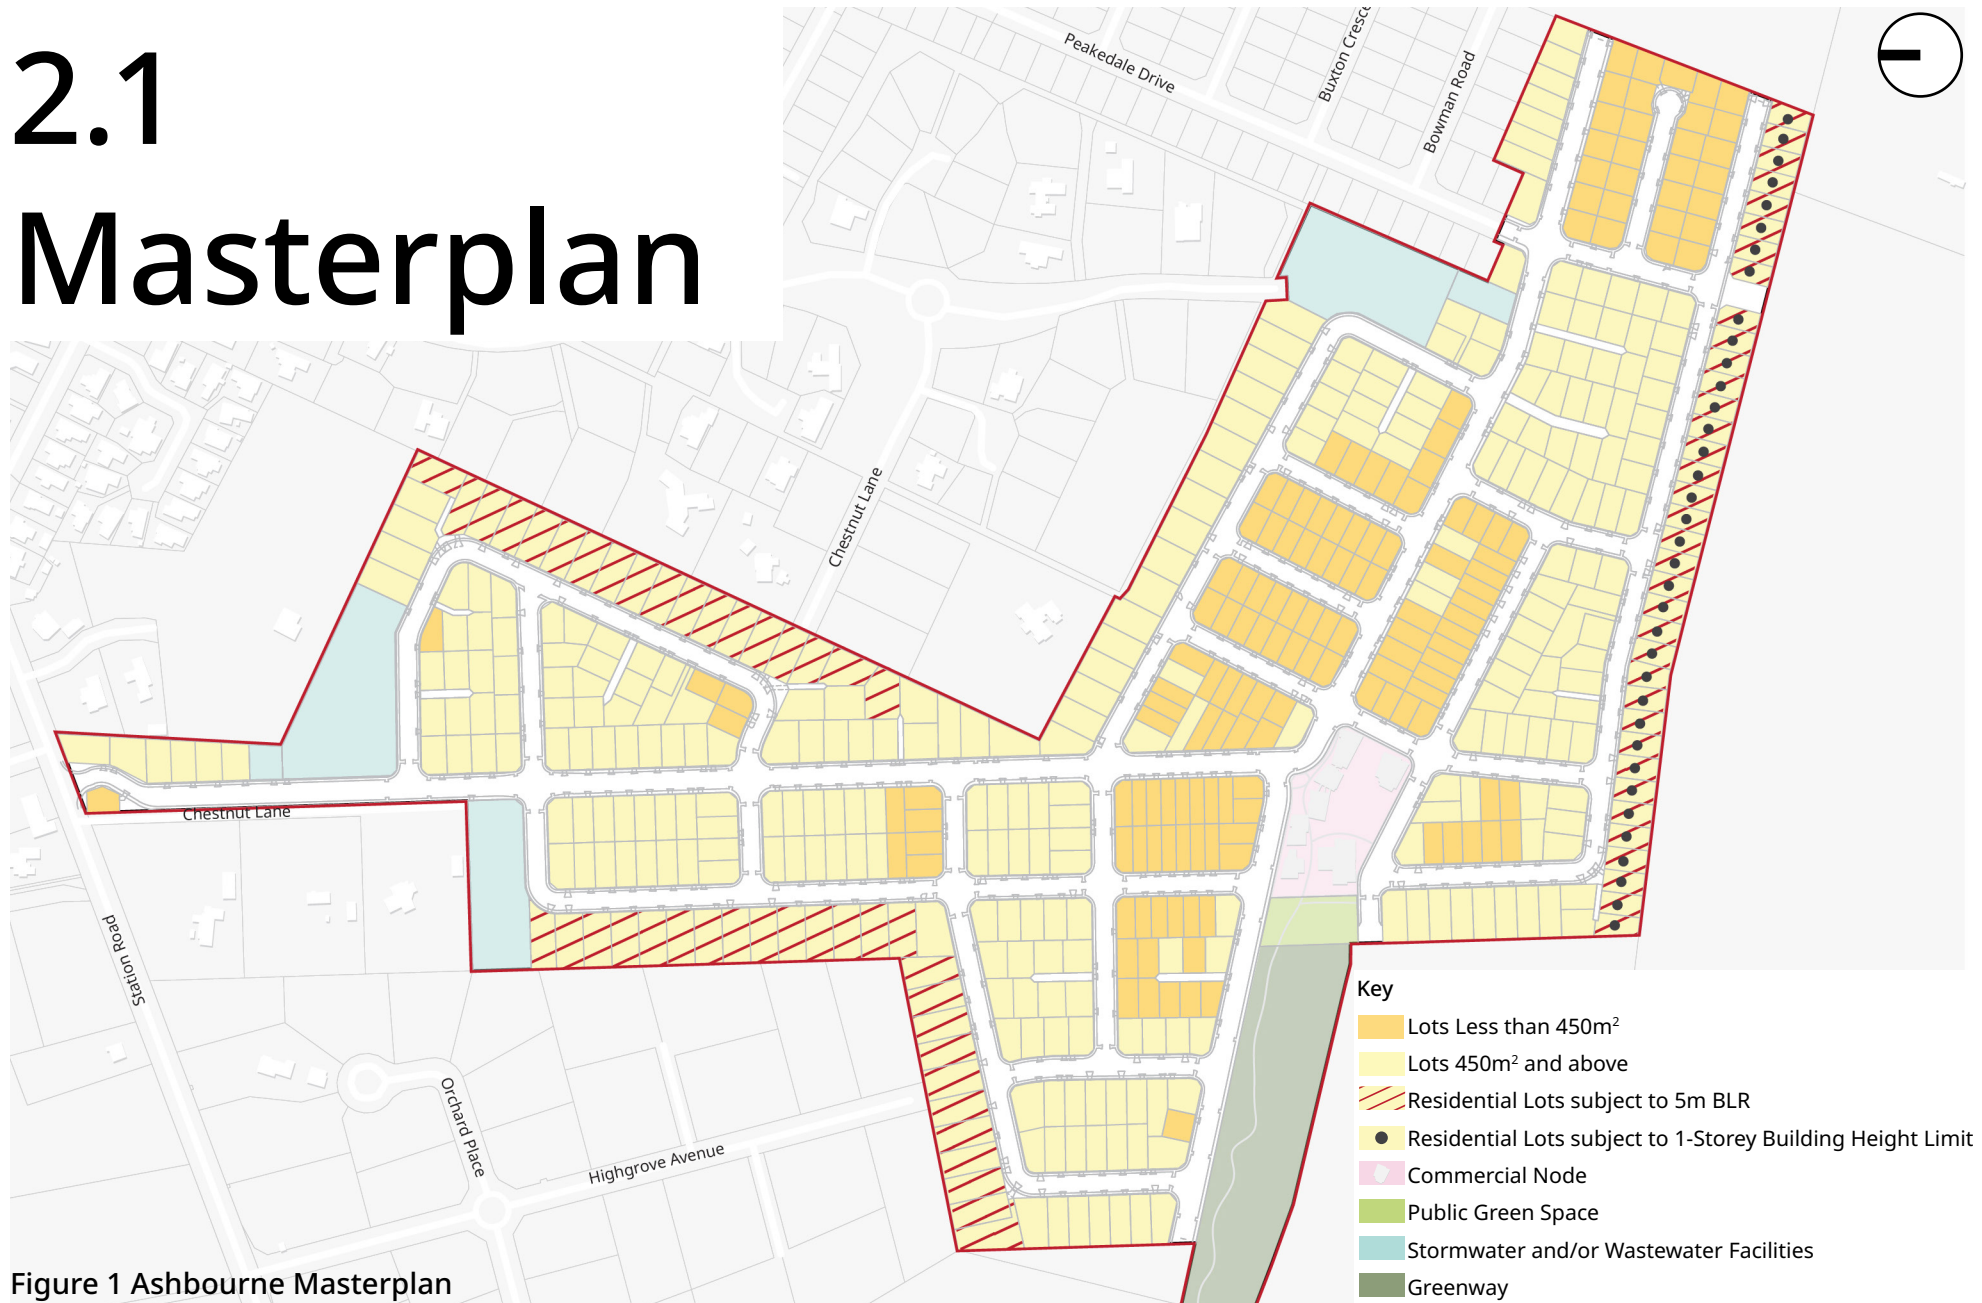 2.1
Masterplan
Peakedale Drive
Bowman Road
Chestnut Lane
Chestnut Lane
Station Road
Orchard Place
Highgrove Avenue
Key
Lots Less than 450m²
Lots 450m² and above
Residential Lots subject to 5m BLR
Residential Lots subject to 1-Storey Building Height Limit
Commercial Node
Public Green Space
Stormwater and/or Wastewater Facilities
Greenway
Buxton Cresce
Figure 1 Ashbourne Masterplan